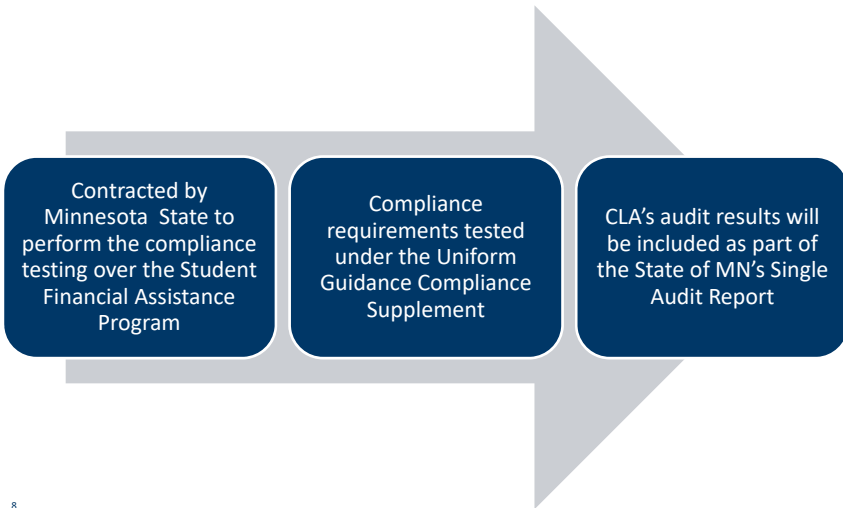 Contracted by
Minnesota State to
perform the compliance
testing over the Student
Financial Assistance
Program
Compliance
requirements tested
under the Uniform
Guidance Compliance
Supplement
CLA’s audit results will
be included as part of
the State of MN’s Single
Audit Report
8